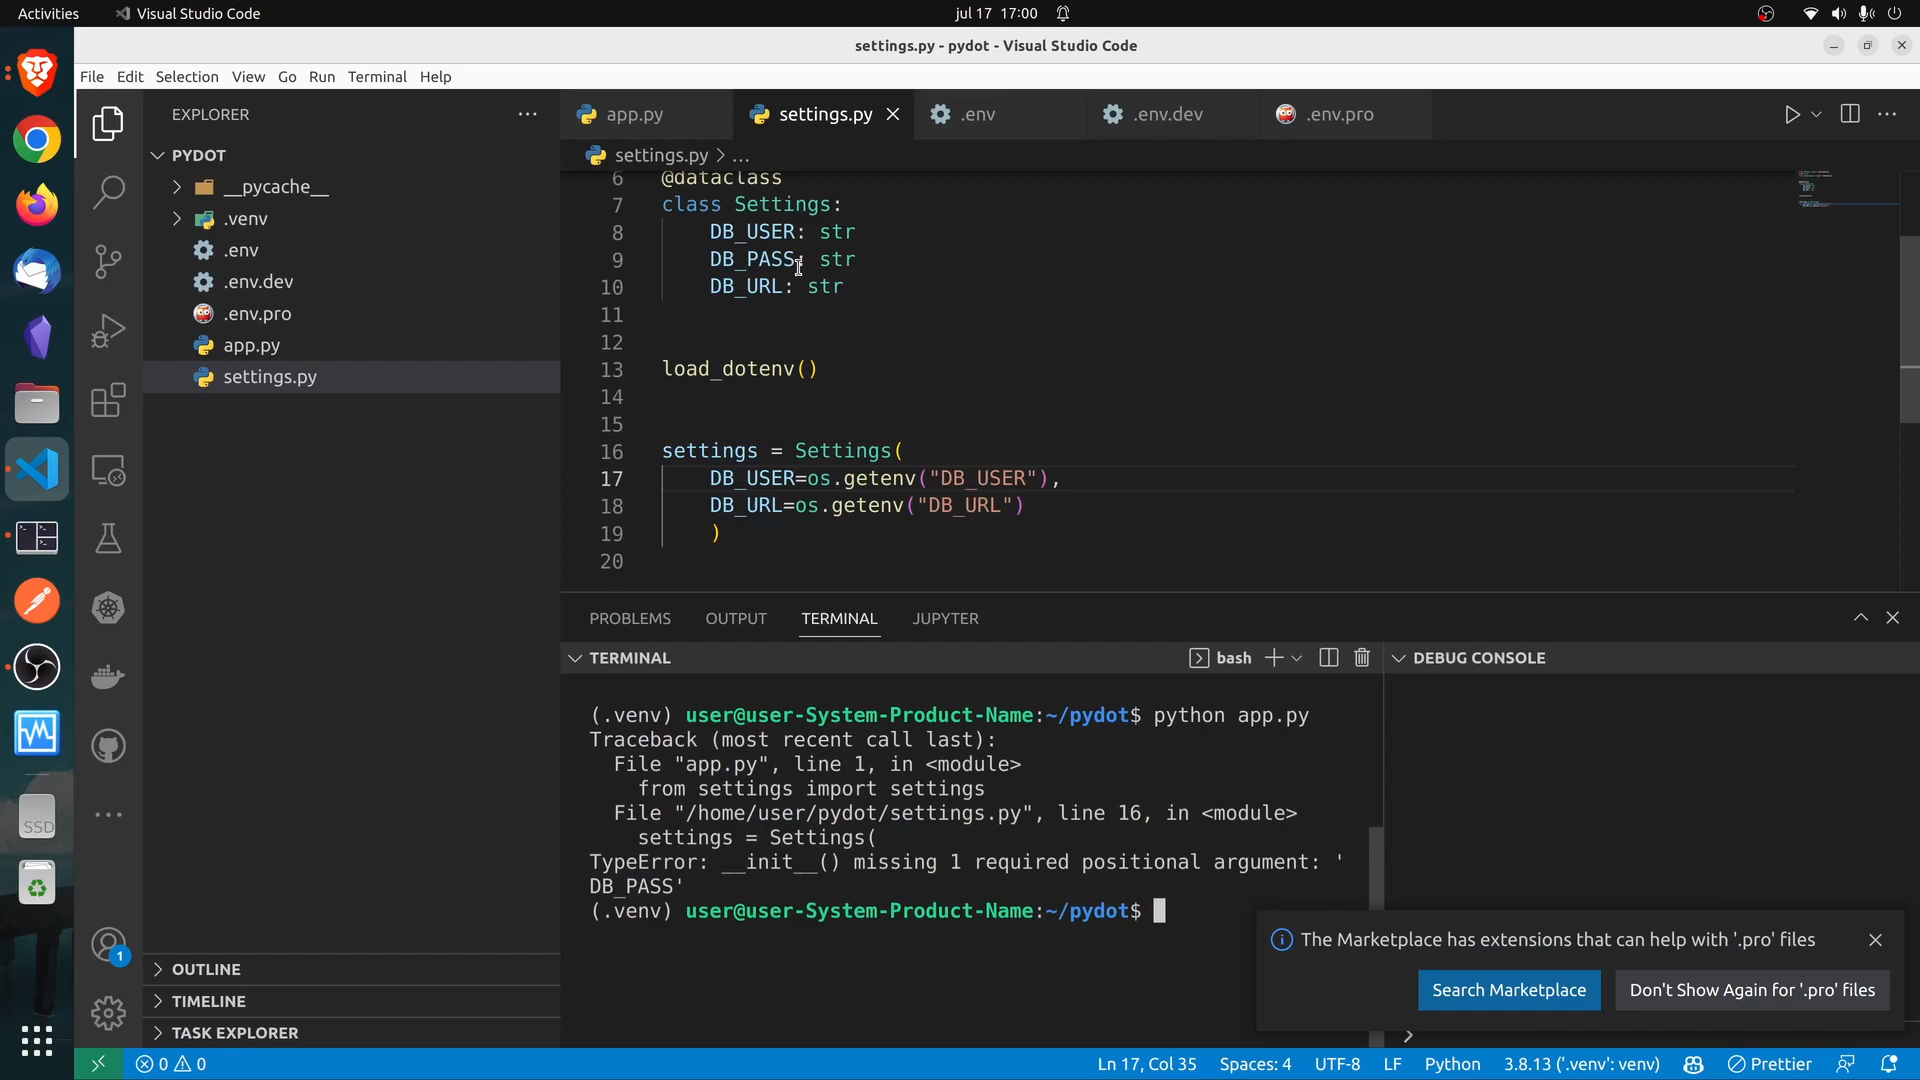 Activities
Visual Studio Code
jul 17 17:00
settings.py - pydot - Visual Studio Code
File Edit Selection View Go Run Terminal Help
EXPLORER
PYDOT
__pycache__
.venv
.env
.env.dev
.env.pro
app.py
settings.py
OUTLINE
TIMELINE
TASK EXPLORER
SSD
1
app.py
settings.py
.env
.env.dev
.env.pro
settings.py > ...
6 @dataclass
7 class Settings:
8 DB_USER: str
9 DB_PASS: str
10 DB_URL: str
11
12
13 load_dotenv()
14
15
16 settings = Settings(
17 DB_USER=os.getenv("DB_USER"),
18 DB_URL=os.getenv("DB_URL")
19 )
20
PROBLEMS OUTPUT TERMINAL JUPYTER
TERMINAL
bash
DEBUG CONSOLE
(.venv) user@user-System-Product-Name:~/pydot$ python app.py
Traceback (most recent call last):
File "app.py", line 1, in <module>
from settings import settings
File "/home/user/pydot/settings.py", line 16, in <module>
settings = Settings(
TypeError: __init__() missing 1 required positional argument: '
DB_PASS'
(.venv) user@user-System-Product-Name:~/pydot$
The Marketplace has extensions that can help with '.pro' files
Search Marketplace
Don't Show Again for '.pro' files
0 0
Ln 17, Col 35
Spaces: 4
UTF-8
LF
Python
3.8.13 ('.venv': venv)
Prettier